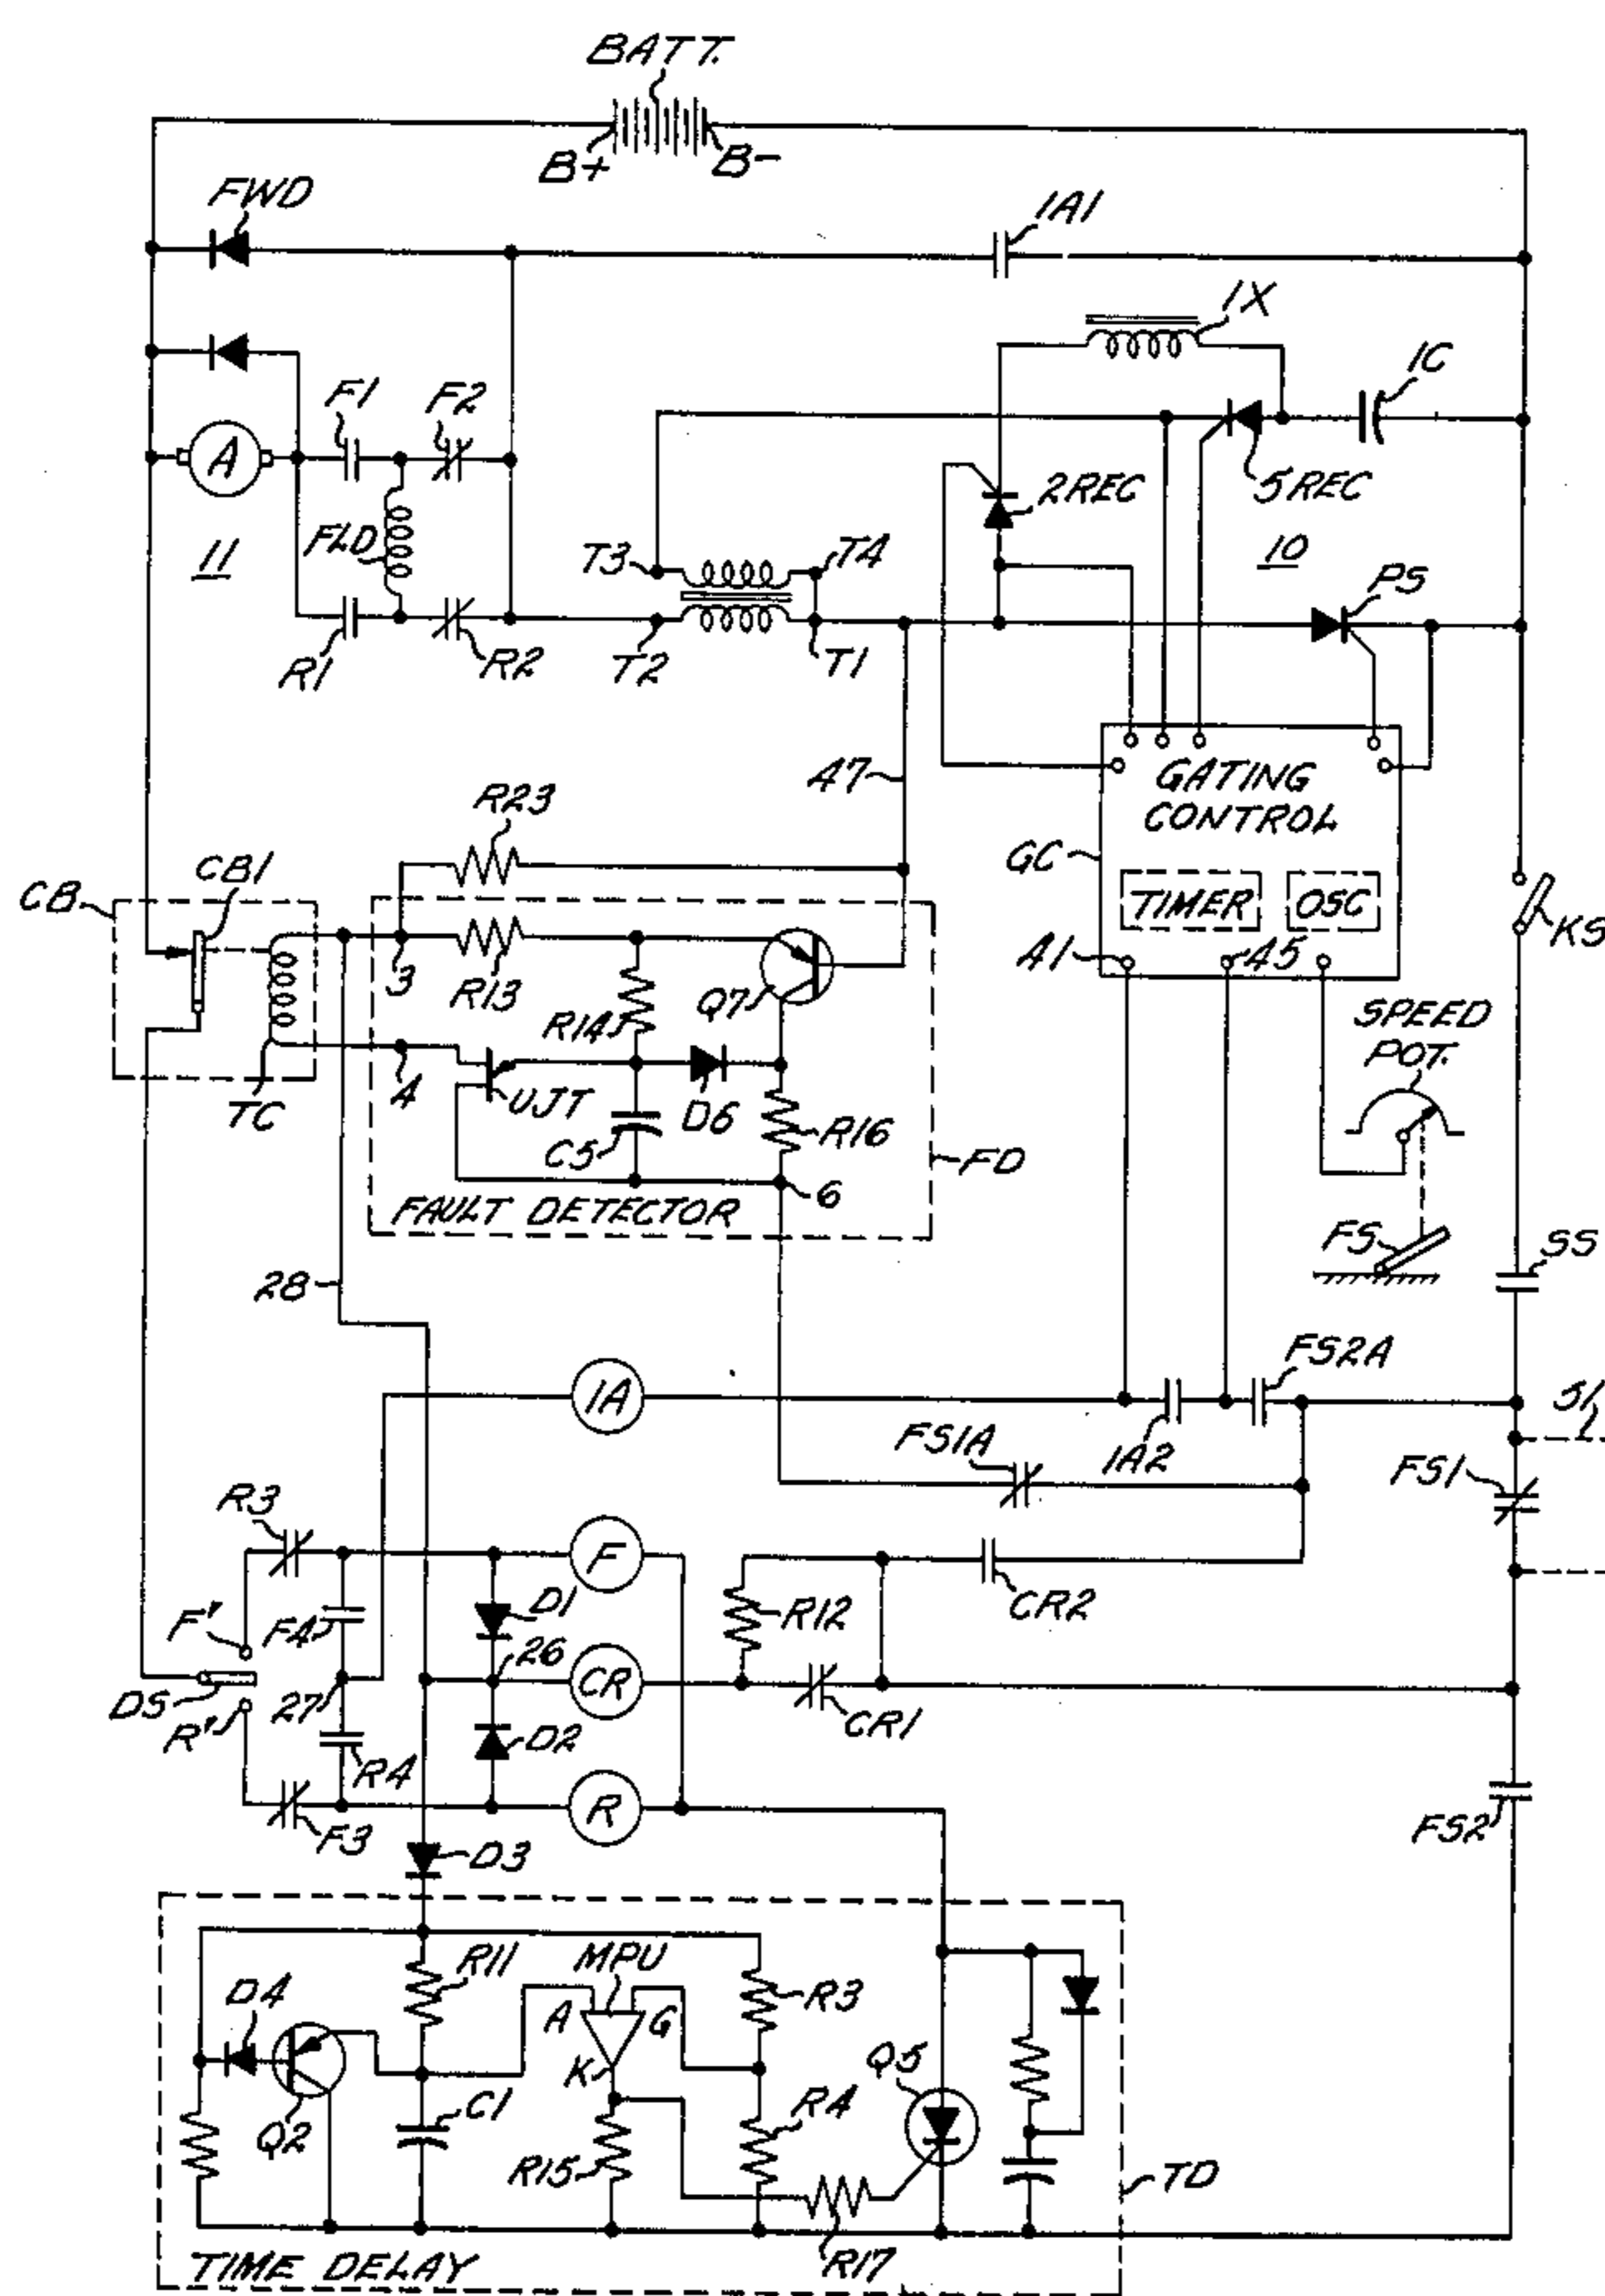 BATT.
B+
B-
FWD
1A1
1X
1C
F1
F2
A
5REC
2REC
FLD
11
10
T3
T4
PS
R1
R2
T2
T1
47
GATING
CONTROL
R23
GC
CB1
CB
TIMER
OSC
KS
3
R13
Q7
41
45
R14
SPEED
POT.
TC
4
UJT
D6
C5
R16
FD
6
FAULT DETECTOR
FS
SS
28
FS2A
1A
51
FS1A
1A2
FS1
R3
F
CR2
D1
R12
F'
F4
26
CR
DS
27
CR1
R'
D2
R4
R
F3
FS2
D3
R11
MPU
D4
A
G
R3
K
Q5
C1
R4
Q2
R15
TD
R17
TIME DELAY